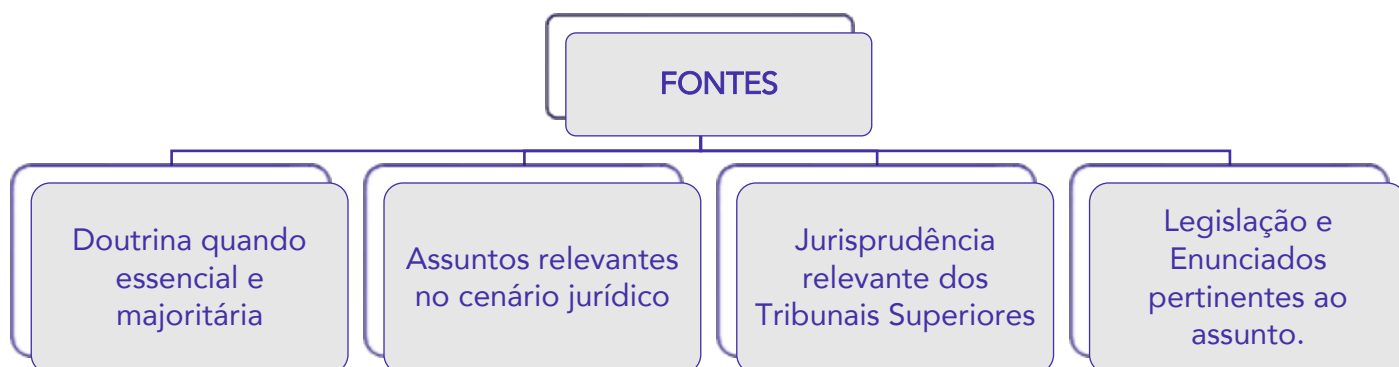 FONTES
Doutrina quando
essencial e
majoritária
Assuntos relevantes
no cenário jurídico
Jurisprudência
relevante dos
Tribunais Superiores
Legislação e
Enunciados
pertinentes ao
assunto.